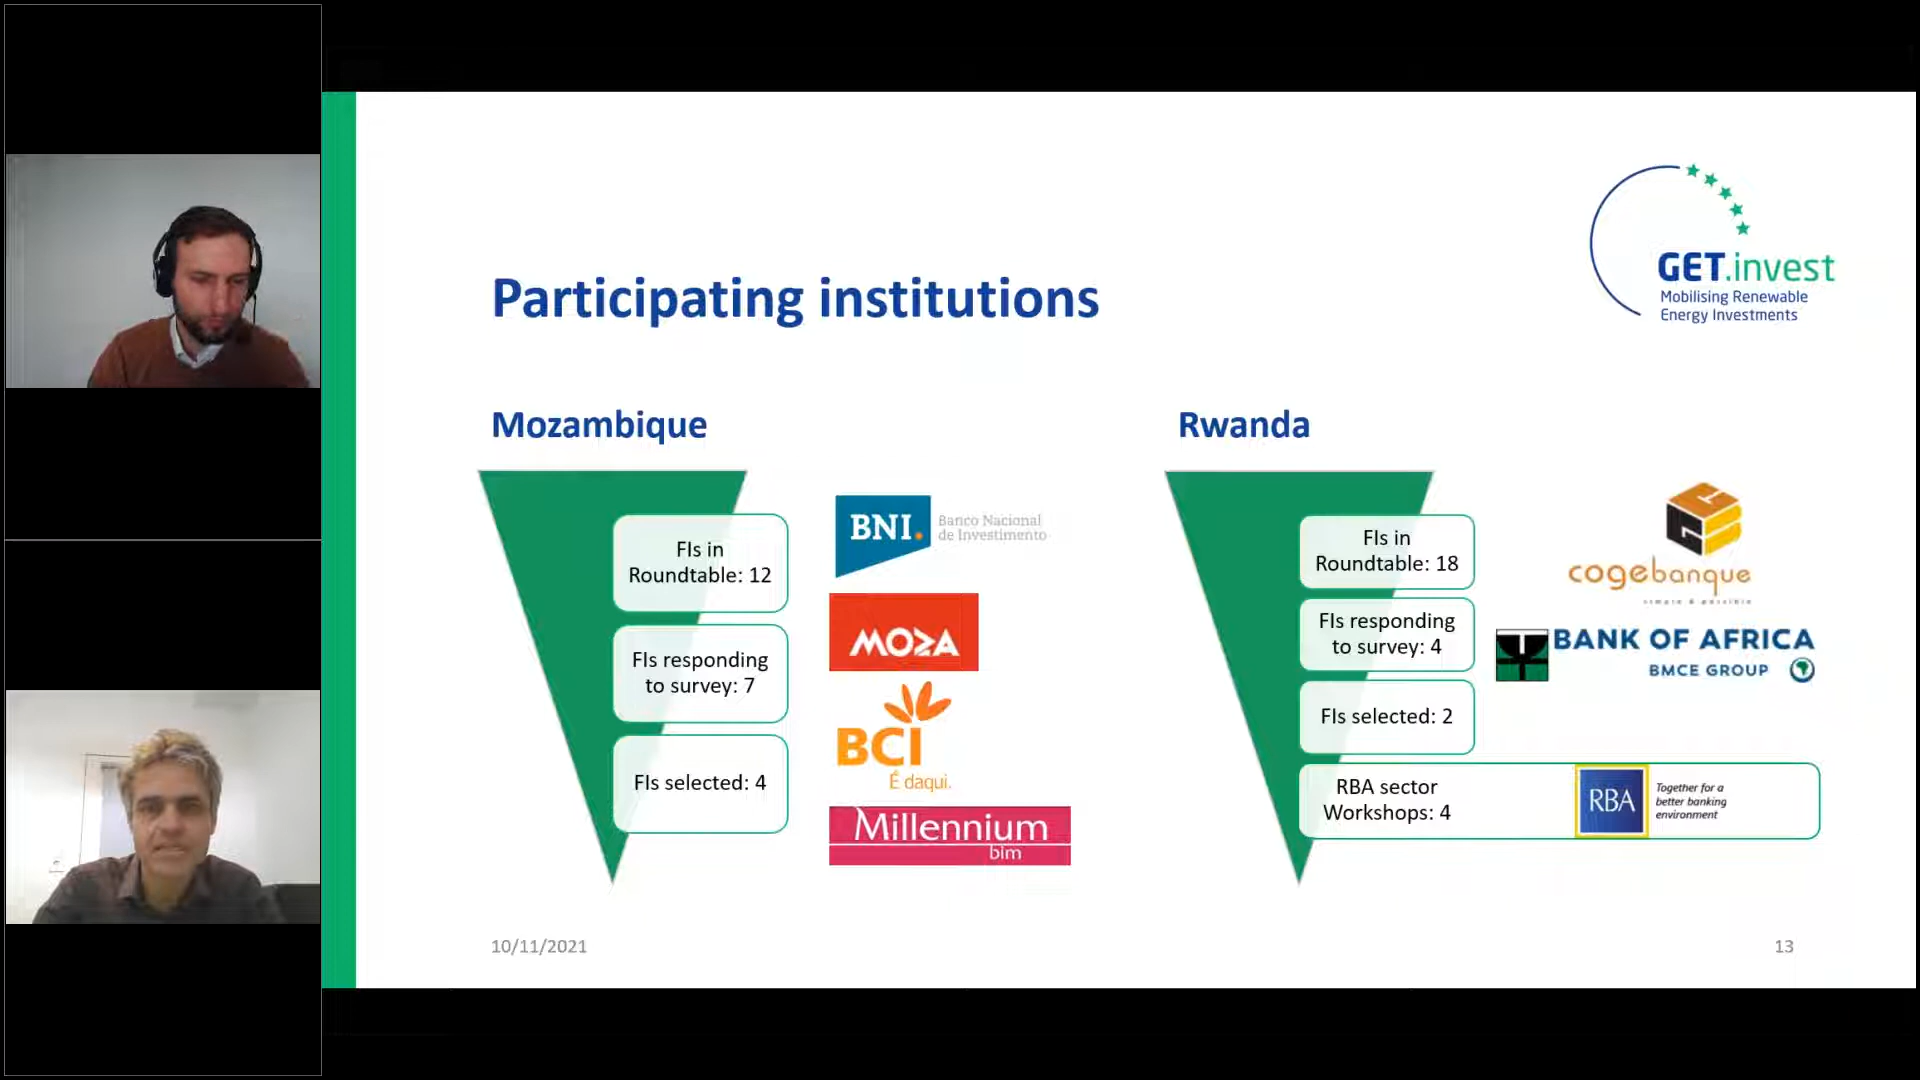 GET.invest
Mobilising Renewable
Energy Investments
Participating institutions
Mozambique
FIs in
Roundtable: 12
FIs responding
to survey: 7
FIs selected: 4
BNI.
Banco Nacional
de Investimento
MOZA
BCI
É daqui.
Millennium
bim
Rwanda
FIs in
Roundtable: 18
FIs responding
to survey: 4
FIs selected: 2
RBA sector
Workshops: 4
cogebanque
simple & possible
BANK OF AFRICA
BMCE GROUP
RBA
Together for a
better banking
environment
10/11/2021
13